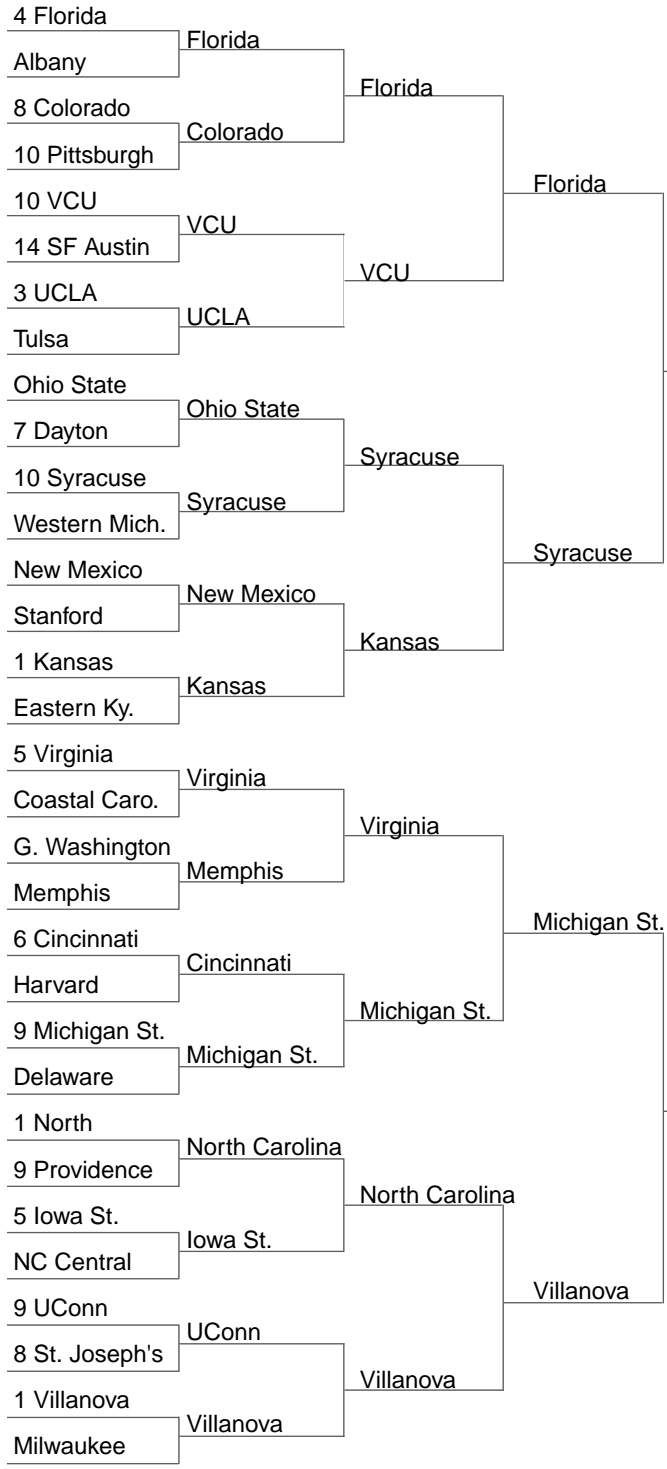 4 Florida
Albany
8 Colorado
10 Pittsburgh
10 VCU
14 SF Austin
3 UCLA
Tulsa
Ohio State
7 Dayton
10 Syracuse
Western Mich.
New Mexico
Stanford
1 Kansas
Eastern Ky.
5 Virginia
Coastal Caro.
G. Washington
Memphis
6 Cincinnati
Harvard
9 Michigan St.
Delaware
1 North
9 Providence
5 Iowa St.
NC Central
9 UConn
8 St. Joseph's
1 Villanova
Milwaukee
Florida
Colorado
VCU
UCLA
Ohio State
Syracuse
New Mexico
Kansas
Virginia
Memphis
Cincinnati
Michigan St.
North Carolina
Iowa St.
UConn
Villanova
Florida
VCU
Syracuse
Kansas
Virginia
Michigan St.
North Carolina
Villanova
Florida
Syracuse
Michigan St.
Villanova